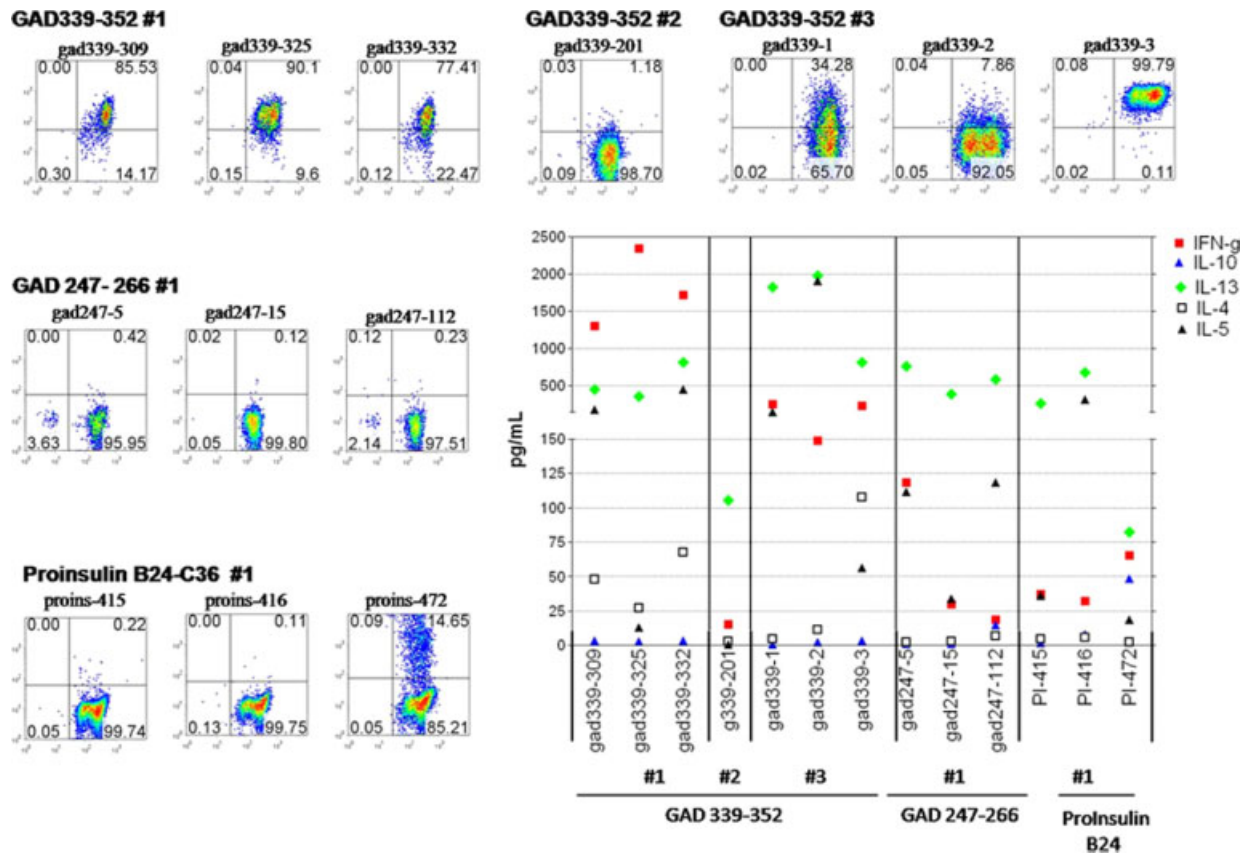 GAD339-352 #1
gad339-309
0.00 85.53
0.30 14.17
gad339-325
0.04 90.1
0.15 9.6
gad339-332
0.00 77.41
0.12 22.47
GAD339-352 #2
gad339-201
0.03 1.18
0.09 98.70
GAD339-352 #3
gad339-1
0.00 34.28
0.02 65.70
gad339-2
0.04 7.86
0.05 92.05
gad339-3
0.08 99.79
0.02 0.11
GAD 247- 266 #1
gad247-5
0.00 0.42
3.63 95.95
gad247-15
0.02 0.12
0.05 99.80
gad247-112
0.12 0.23
2.14 97.51
Proinsulin B24-C36 #1
proins-415
0.00 0.22
0.05 99.74
proins-416
0.00 0.11
0.13 99.75
proins-472
0.09 14.65
0.05 85.21
pg/mL
2500
2000
1500
1000
500
150
125
100
75
50
25
0
IFN-g
IL-10
IL-13
IL-4
IL-5
gad339-309
gad339-325
gad339-332
g339-201
gad339-1
gad339-2
gad339-3
gad247-5
gad247-15
gad247-112
PI-415
PI-416
PI-472
#1 #2 #3 #1 #1
GAD 339-352 GAD 247-266 ProInsulin
B24